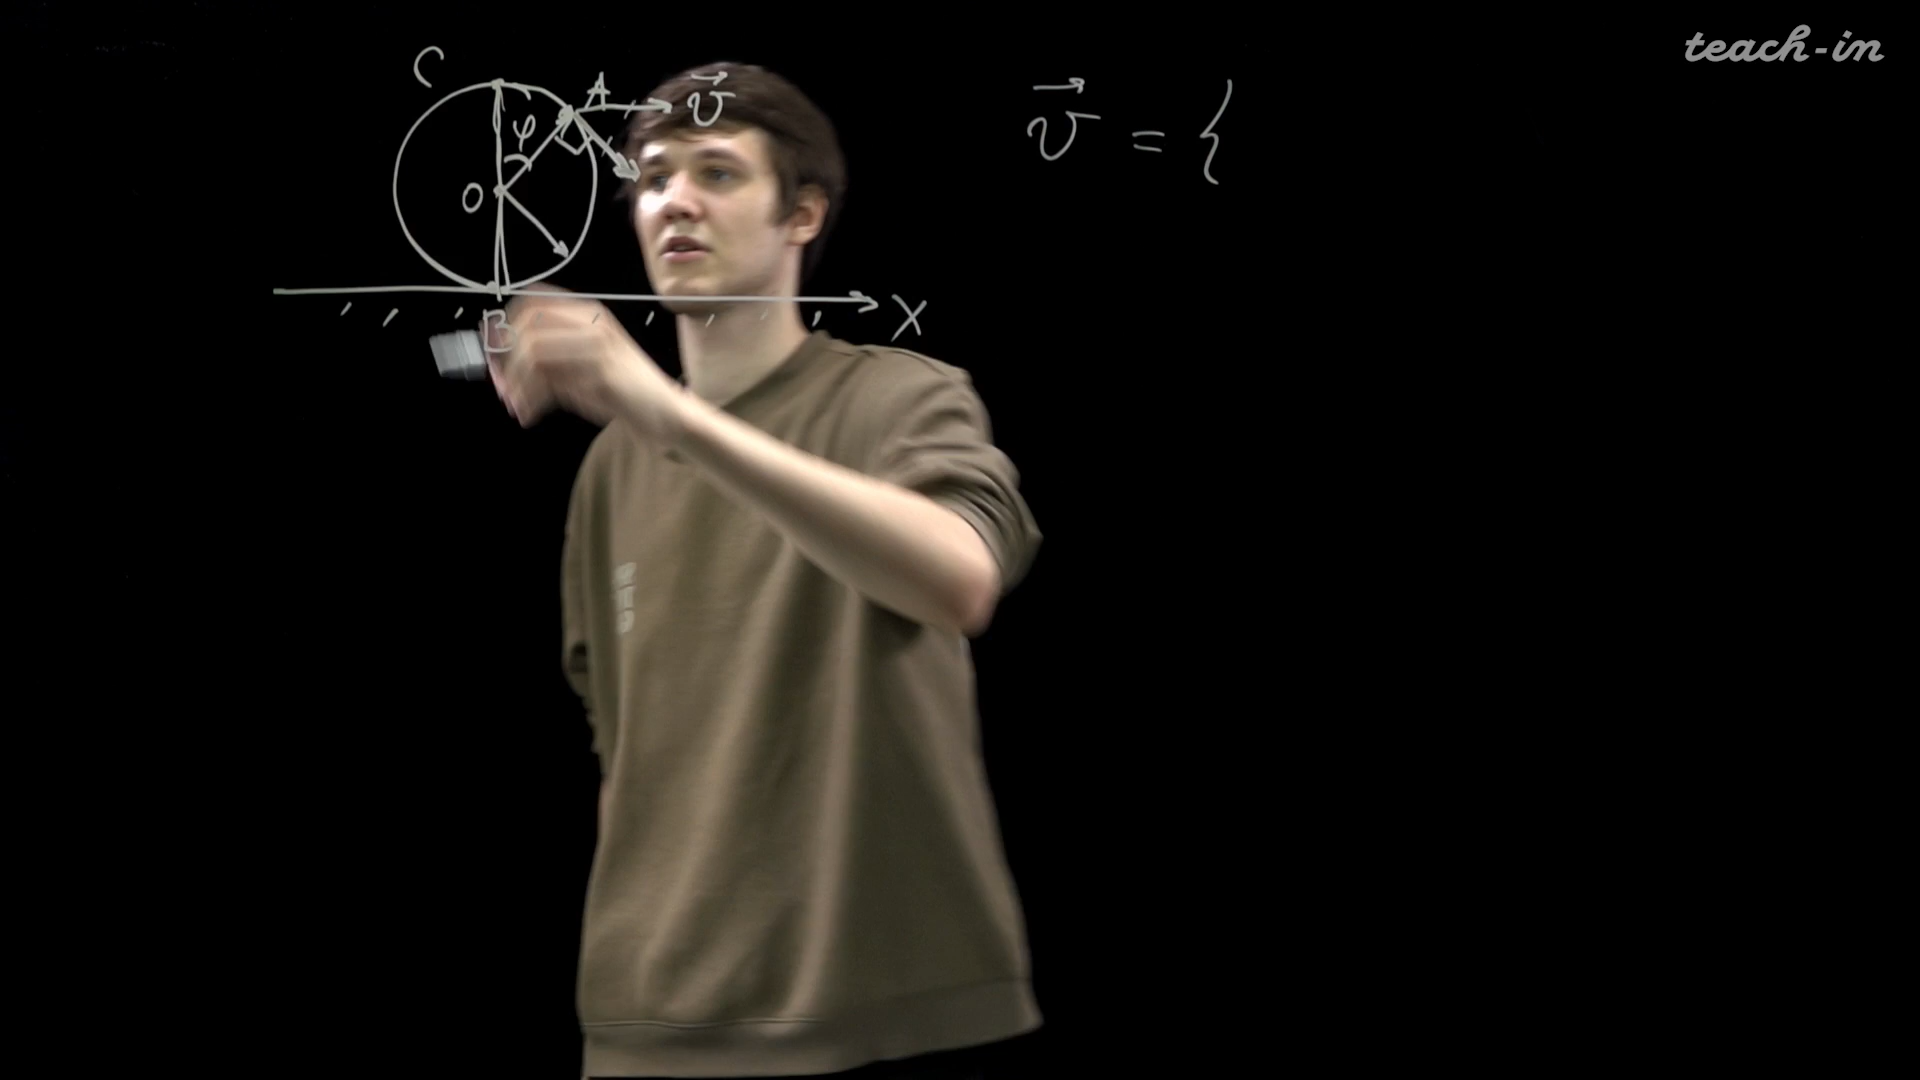 teach-in
C
A
v⃗
φ
O
B
X
v⃗ = {